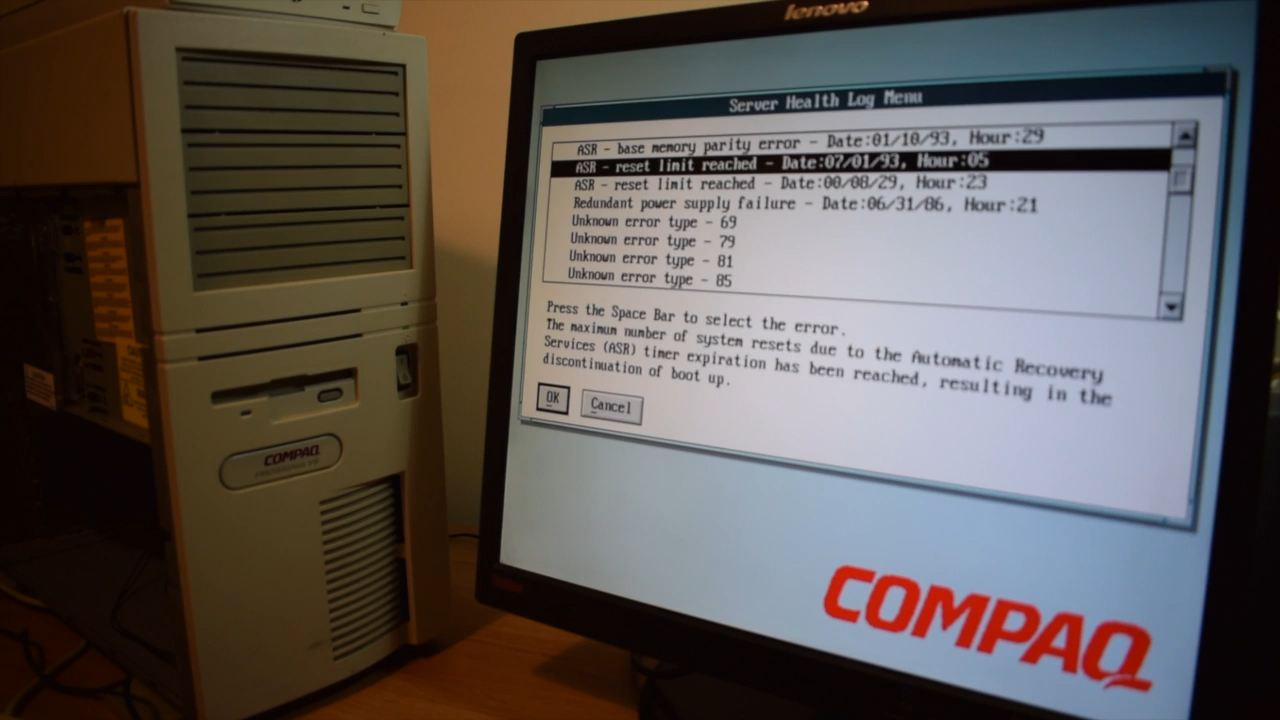 lenovo
Server Health Log Menu
ASR - base memory parity error - Date:01/10/93, Hour:29
ASR - reset limit reached - Date:07/01/93, Hour:05
ASR - reset limit reached - Date:00/08/29, Hour:23
Redundant power supply failure - Date:06/31/86, Hour:21
Unknown error type - 69
Unknown error type - 79
Unknown error type - 81
Unknown error type - 85
Press the Space Bar to select the error.
The maximum number of system resets due to the Automatic Recovery
Services (ASR) timer expiration has been reached, resulting in the
discontinuation of boot up.
OK
Cancel
COMPAQ
COMPAQ